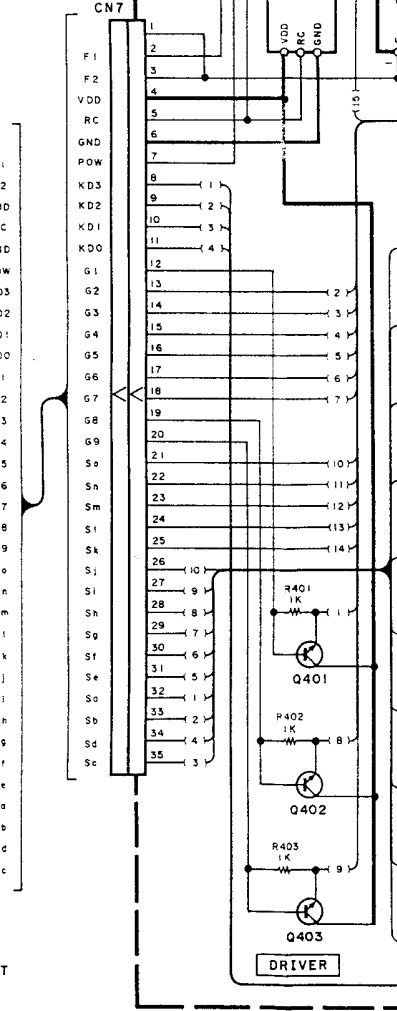 CN7
1
F1 2
F2 3
VDD 4
RC 5
GND 6
POW 7
KD3 8 1
KD2 9 2
KD1 10 3
KD0 11 4
G1 12
G2 13 2
G3 14 3
G4 15 4
G5 16 5
G6 17 6
G7 18 7
G8 19
G9 20
So 21 10
Sn 22 11
Sm 23 12
25 14
Sk
Sj 26 10
Si 27 9
Sh 28 8
Sg 29 7
Sf 30 6
Se 31 5
Sa 32 1
Sb 33 2
Sd 34 4
Sc 35 3
VDD RC GND
15
R401
1K
1
Q401
R402
1K
8
Q402
R403
1K
9
Q403
DRIVER
24 13
T